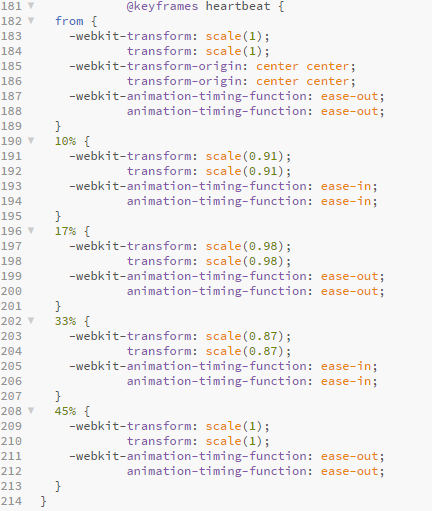 181 @keyframes heartbeat {
182 from {
183 -webkit-transform: scale(1);
184 transform: scale(1);
185 -webkit-transform-origin: center center;
186 transform-origin: center center;
187 -webkit-animation-timing-function: ease-out;
188 animation-timing-function: ease-out;
189 }
190 10% {
191 -webkit-transform: scale(0.91);
192 transform: scale(0.91);
193 -webkit-animation-timing-function: ease-in;
194 animation-timing-function: ease-in;
195 }
196 17% {
197 -webkit-transform: scale(0.98);
198 transform: scale(0.98);
199 -webkit-animation-timing-function: ease-out;
200 animation-timing-function: ease-out;
201 }
202 33% {
203 -webkit-transform: scale(0.87);
204 transform: scale(0.87);
205 -webkit-animation-timing-function: ease-in;
206 animation-timing-function: ease-in;
207 }
208 45% {
209 -webkit-transform: scale(1);
210 transform: scale(1);
211 -webkit-animation-timing-function: ease-out;
212 animation-timing-function: ease-out;
213 }
214 }